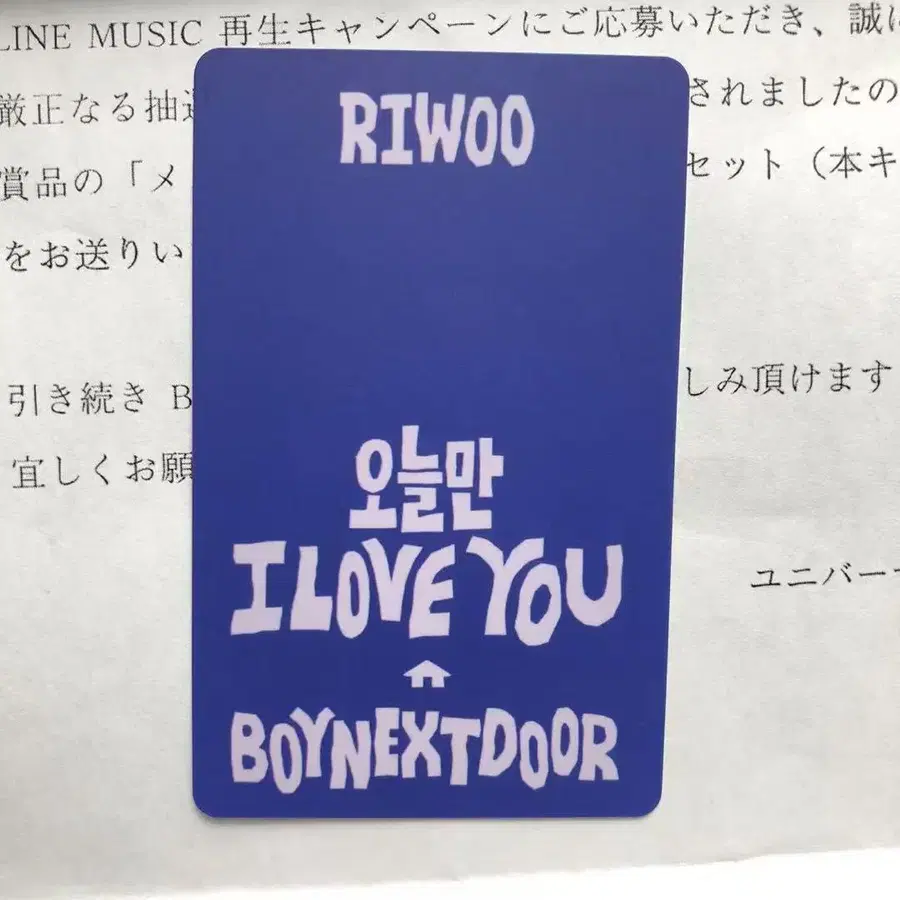 LINE MUSIC 再生キャンペーンにご応募いただき、誠に
厳正なる抽選 されましたの
賞品の「メ セット（本キ
をお送りい
引き続き B しみ頂けます
宜しくお願
ユニバー
RIWOO
오늘만
I LOVE YOU
BOYNEXTDOOR